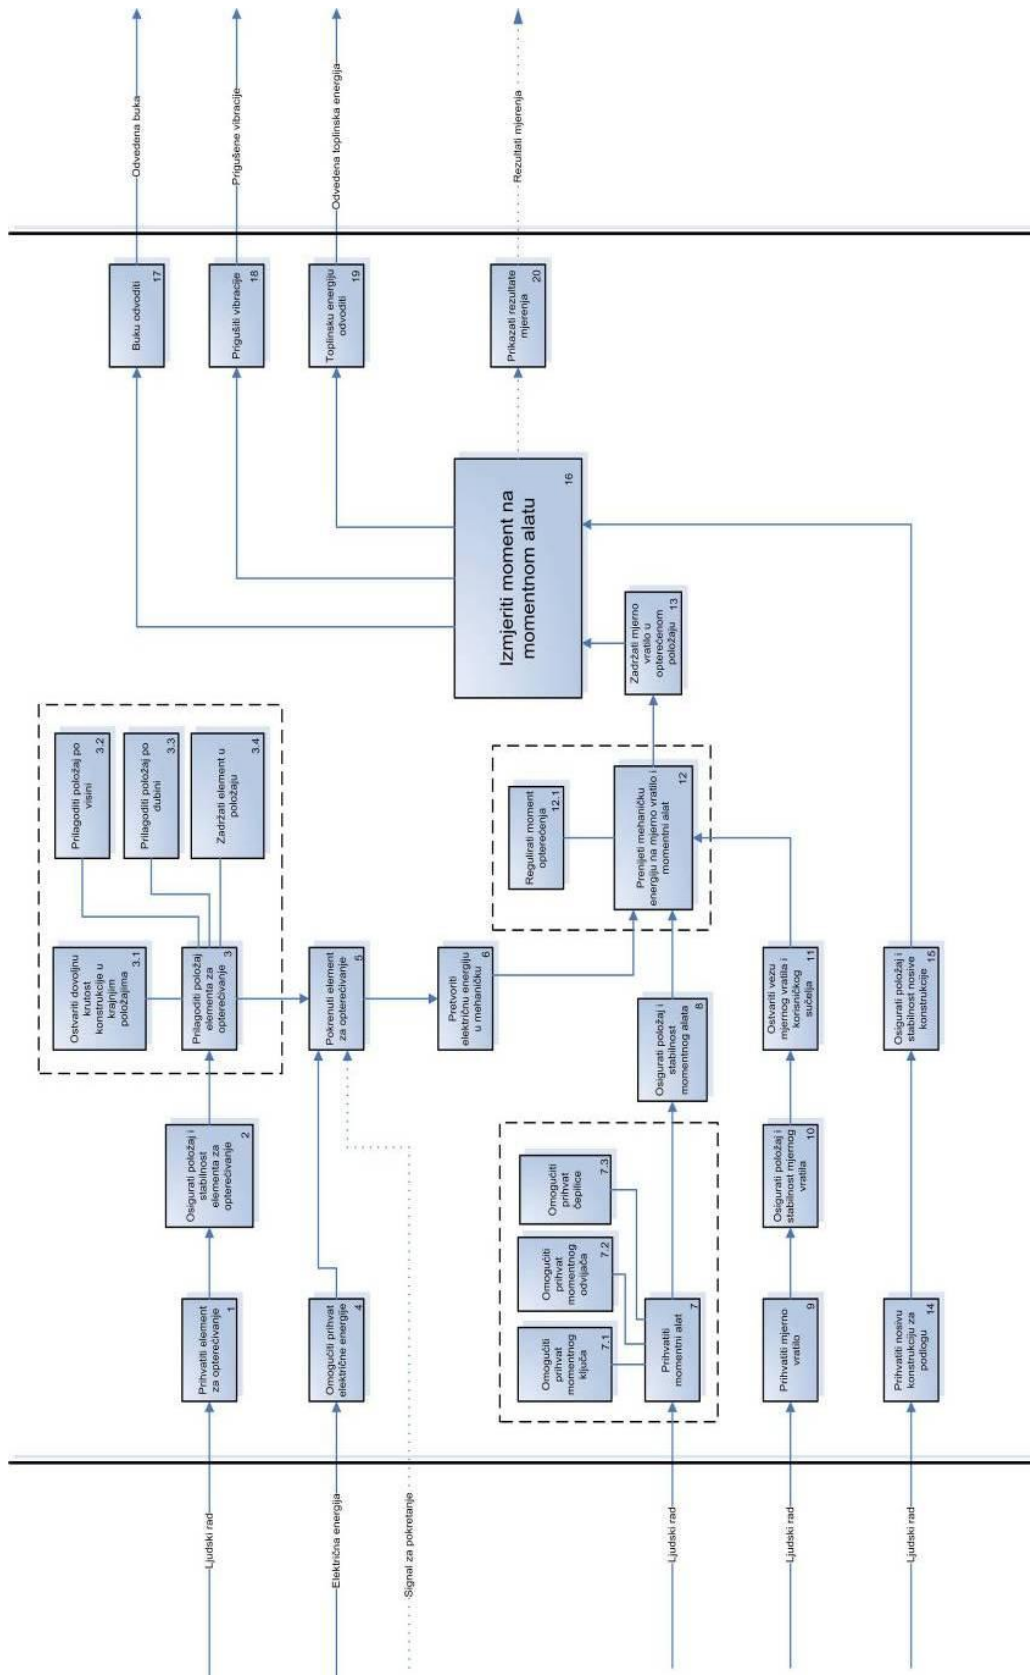 Ljudski rad
Prihvatiti element
za opterećivanje
1
Osigurati položaj i
stabilnost
elementa za
opterećivanje
2
Ostvariti dovoljnu
krutost
konstrukcije u
krajnjim
položajima
3.1
Prilagoditi položaj
elementa za
opterećivanje
3
Prilagoditi položaj po
visini
3.2
Prilagoditi položaj po
dubini
3.3
Zadržati element u
položaju
3.4
Električna energija
Omogućiti prihvat
električne energije
4
Signal za pokretanje
Pokrenuti element
za opterećivanje
5
Pretvoriti
električnu energiju
u mehaničku
6
Omogućiti
prihvat
momentnog
ključa
7.1
Omogućiti
prihvat
momentnog
odvijača
7.2
Omogućiti
prihvat
čepilice
7.3
Ljudski rad
Prihvatiti
momentni alat
7
Osigurati položaj i
stabilnost
momentnog alata
8
Regulirati moment
opterećenja
12.1
Prenijeti mehaničku
energiju na mjerno vratilo i
momentni alat
12
Zadržati mjerno
vratilo u
opterećenom
položaju
13
Ljudski rad
Prihvatiti mjerno
vratilo
9
Osigurati položaj i
stabilnost mjernog
vratila
10
Ostvariti vezu
mjernog vratila i
korisničkog
sučelja
11
Ljudski rad
Prihvatiti nosivu
konstrukciju za
podlogu
14
Osigurati položaj i
stabilnost nosive
konstrukcije
15
Izmjeriti moment na
momentnom alatu
16
Buku odvoditi
17
Odvedena buka
Prigušiti vibracije
18
Prigušene vibracije
Toplinsku energiju
odvoditi
19
Odvedena toplinska energija
Prikazati rezultate
mjerenja
20
Rezultati mjerenja